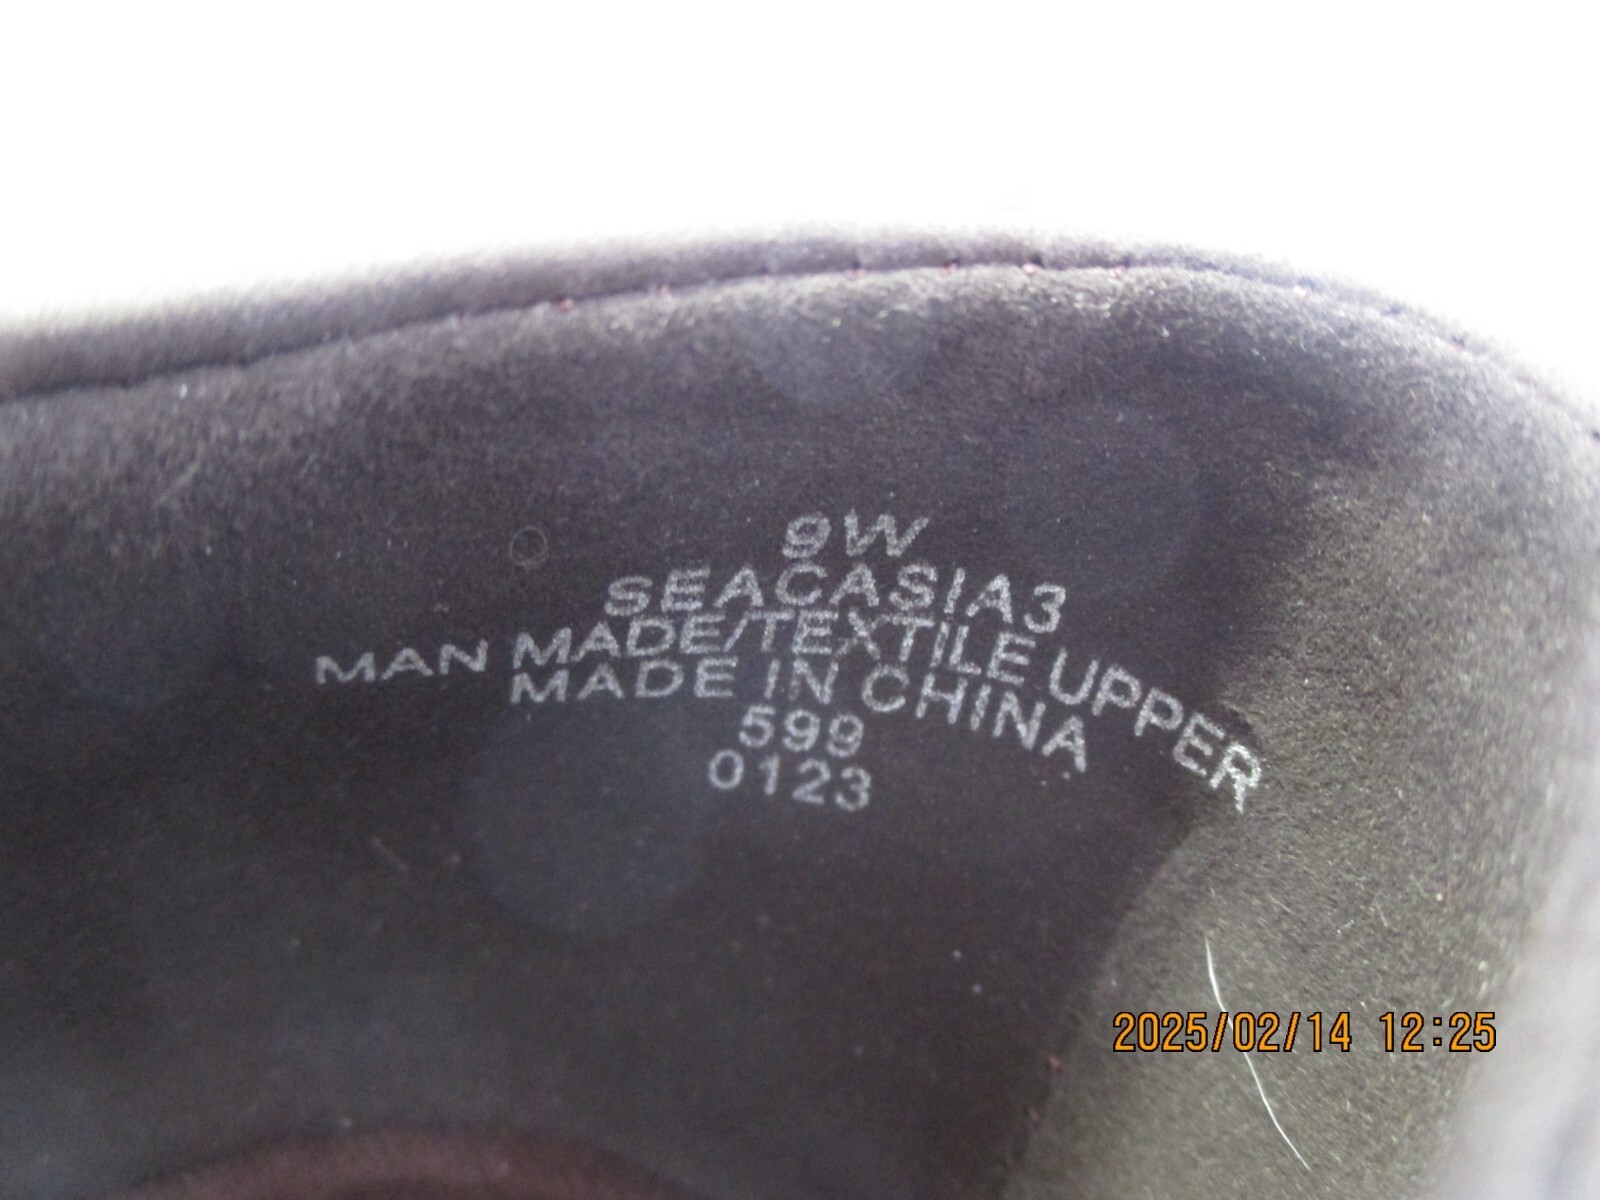 9W
SEACASIA3
MAN MADE/TEXTILE UPPER
MADE IN CHINA
599
0123
2025/02/14 12:25